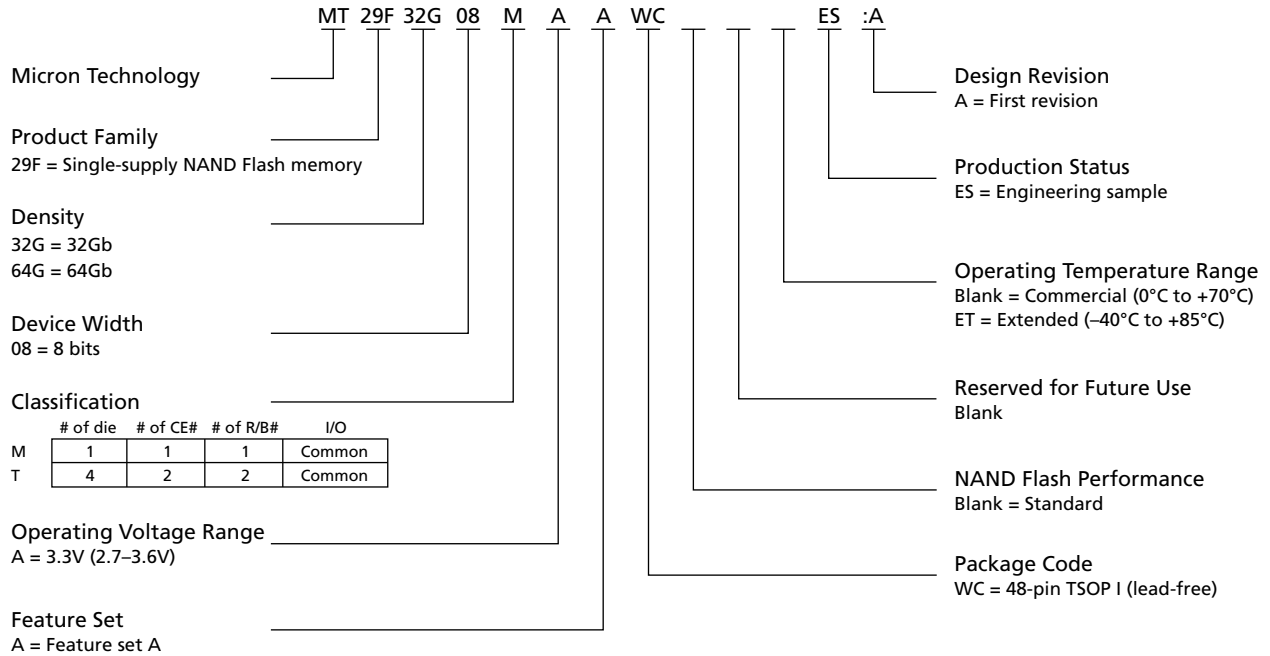 MT 29F 32G 08 M A A WC ES :A
Micron Technology
Product Family
29F = Single-supply NAND Flash memory
Density
32G = 32Gb
64G = 64Gb
Device Width
08 = 8 bits
Classification
# of die # of CE# # of R/B# I/O
M 1 1 1 Common
T 4 2 2 Common
Operating Voltage Range
A = 3.3V (2.7–3.6V)
Feature Set
A = Feature set A
Design Revision
A = First revision
Production Status
ES = Engineering sample
Operating Temperature Range
Blank = Commercial (0°C to +70°C)
ET = Extended (–40°C to +85°C)
Reserved for Future Use
Blank
NAND Flash Performance
Blank = Standard
Package Code
WC = 48-pin TSOP I (lead-free)